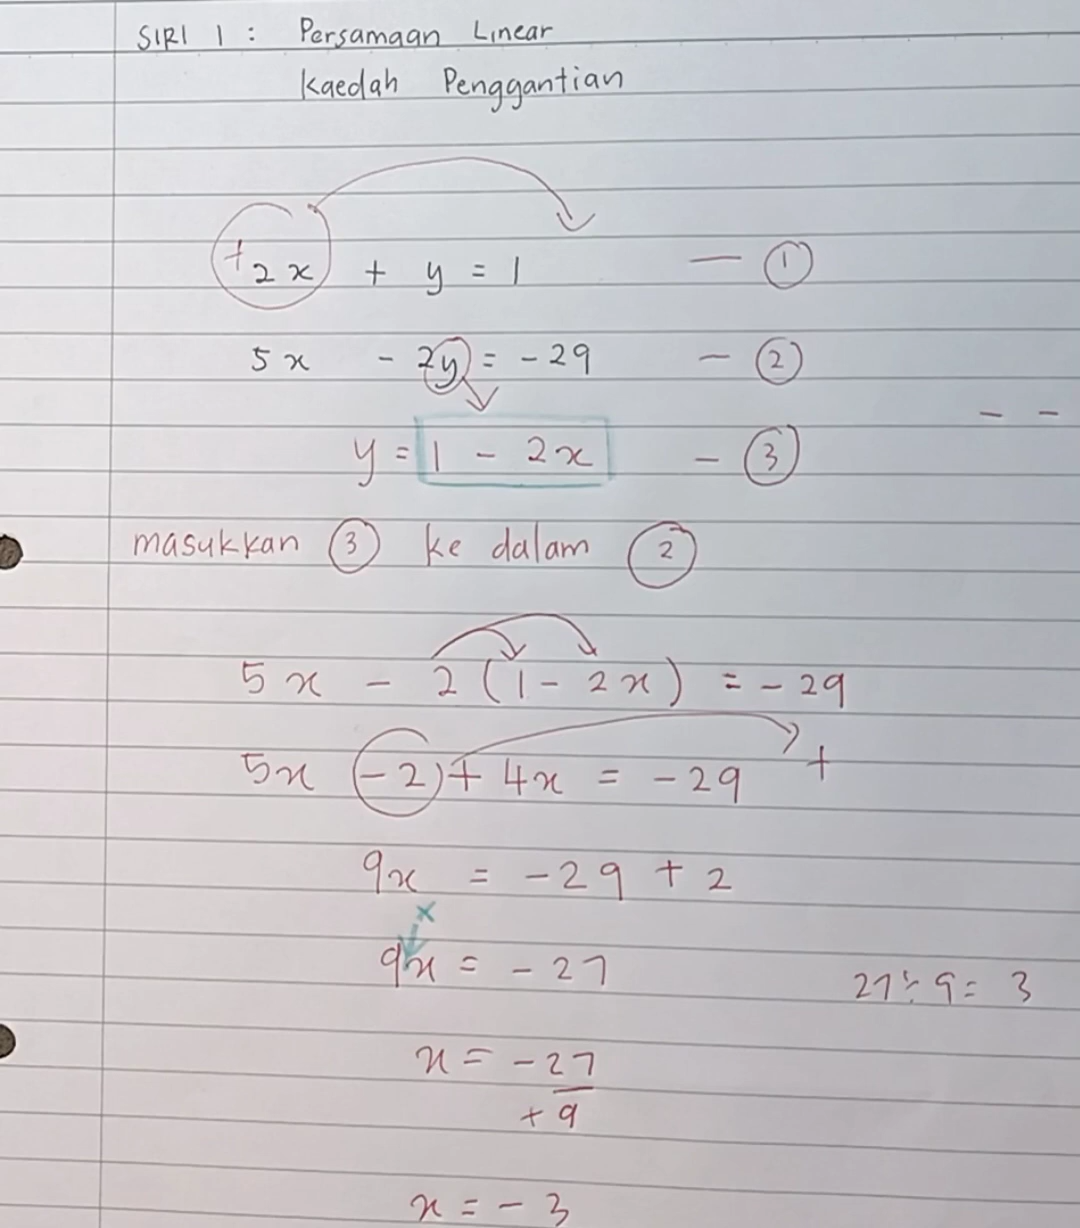 SIRI 1 : Persamaan Linear
Kaedah Penggantian
+2x + y = 1 — ①
5x - 2y = -29 — ②
y = 1 - 2x — ③
masukkan ③ ke dalam ②
5x - 2(1 - 2x) = -29
5x -2 + 4x = -29 +
9x = -29 + 2
x
9x = -27
27 ÷ 9 = 3
x = -27
+ 9
x = -3